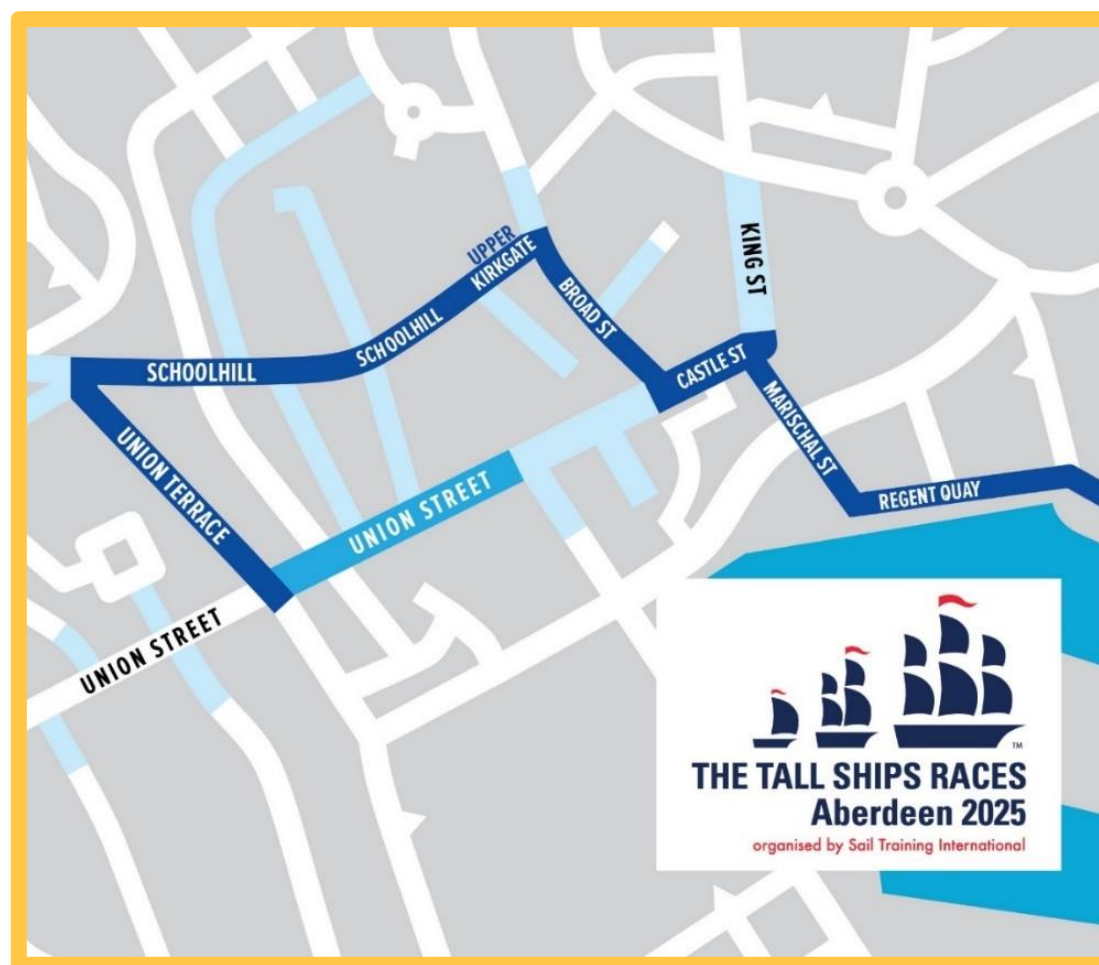 KING ST
UPPER
KIRKGATE
BROAD ST
SCHOOLHILL
CASTLE ST
SCHOOLHILL
MARISCHAL ST
UNION TERRACE
UNION STREET
REGENT QUAY
UNION STREET
TM
THE TALL SHIPS RACES
Aberdeen 2025
organised by Sail Training International